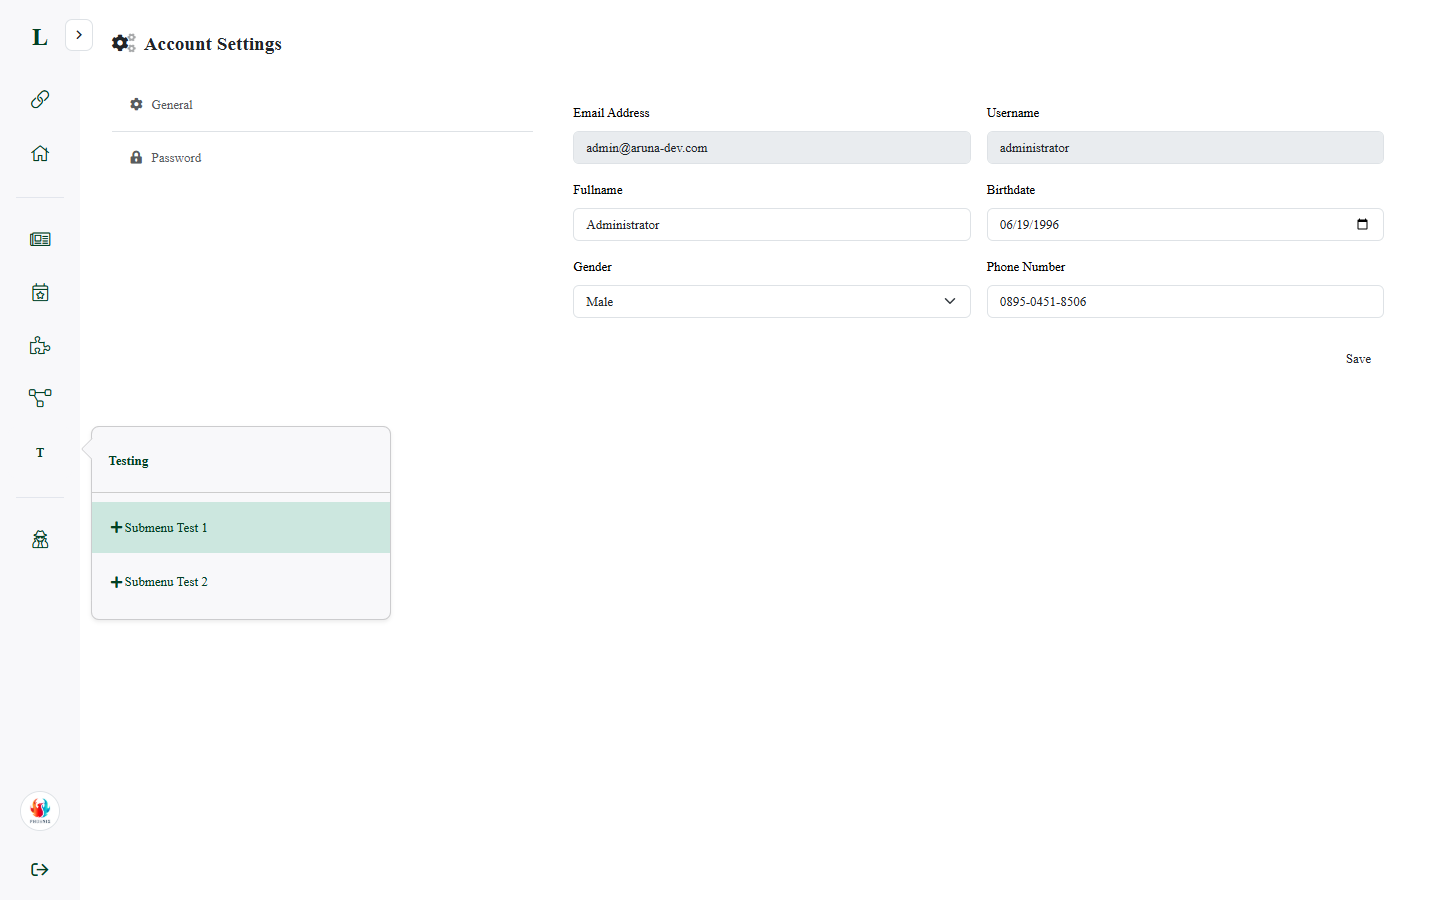 L
Account Settings
General
Password
Email Address
Username
admin@aruna-dev.com
administrator
Fullname
Birthdate
Administrator
06/19/1996
Gender
Phone Number
Male
0895-0451-8506
Save
T
Testing
Submenu Test 1
Submenu Test 2
PHOENIX